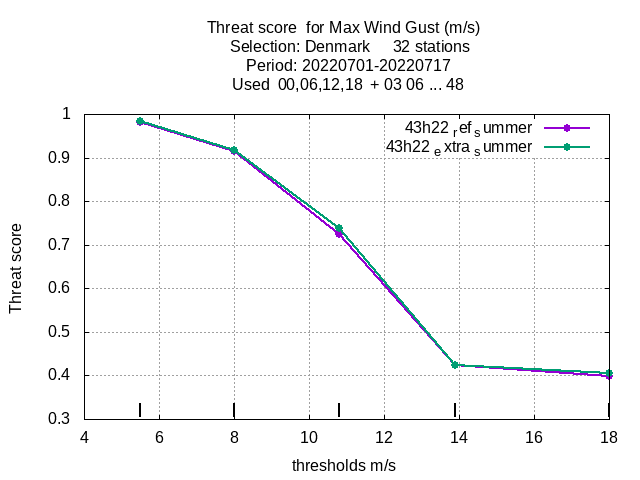 Threat score  for Max Wind Gust (m/s)
Selection: Denmark     32 stations
Period: 20220701-20220717
Used  00,06,12,18  + 03 06 ... 48
43h22 ref summer
43h22 extra summer
1
0.9
0.8
0.7
0.6
0.5
0.4
0.3
Threat score
4 6 8 10 12 14 16 18
thresholds m/s